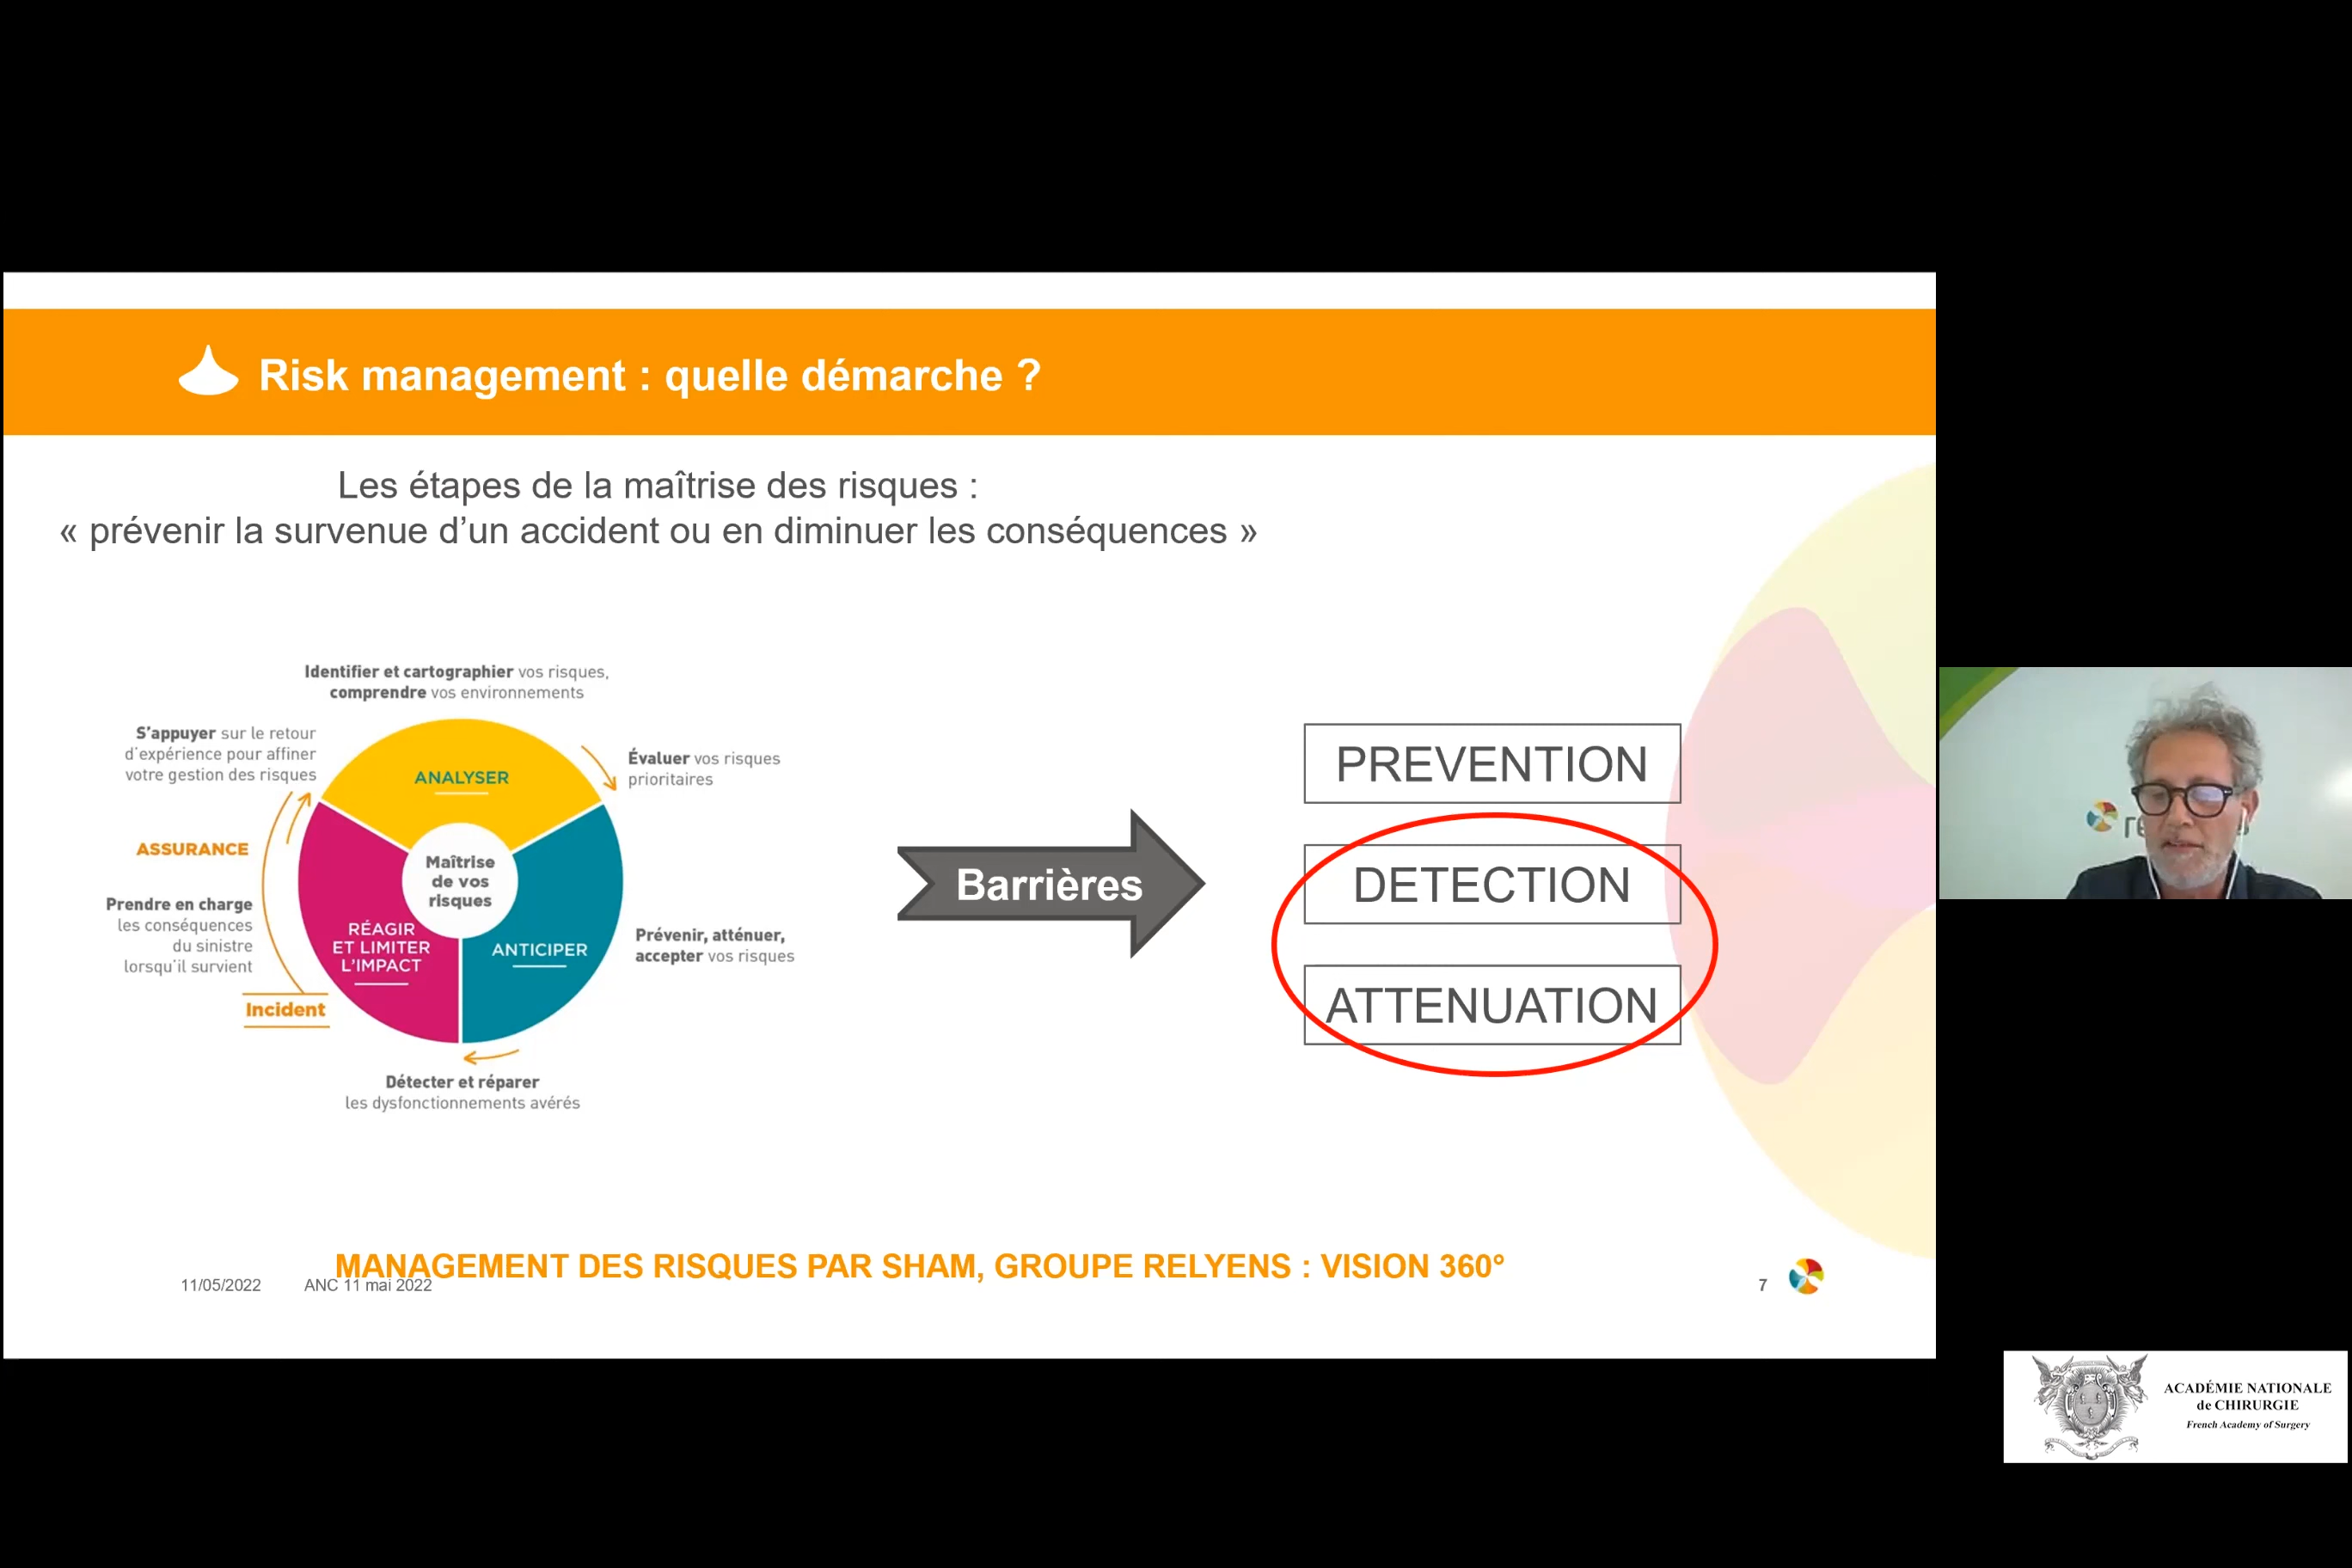 Risk management : quelle démarche ?
Les étapes de la maîtrise des risques :
« prévenir la survenue d'un accident ou en diminuer les conséquences »
Identifier et cartographier vos risques,
comprendre vos environnements
S'appuyer sur le retour
d'expérience pour affiner
votre gestion des risques
ANALYSER
Évaluer vos risques
prioritaires
ASSURANCE
Maîtrise
de vos
risques
Prendre en charge
les conséquences
du sinistre
lorsqu'il survient
RÉAGIR
ET LIMITER
L'IMPACT
ANTICIPER
Prévenir, atténuer,
accepter vos risques
Incident
Détecter et réparer
les dysfonctionnements avérés
Barrières
PREVENTION
DETECTION
ATTENUATION
MANAGEMENT DES RISQUES PAR SHAM, GROUPE RELYENS : VISION 360°
11/05/2022
ANC 11 mai 2022
7
ACADÉMIE NATIONALE
de CHIRURGIE
French Academy of Surgery